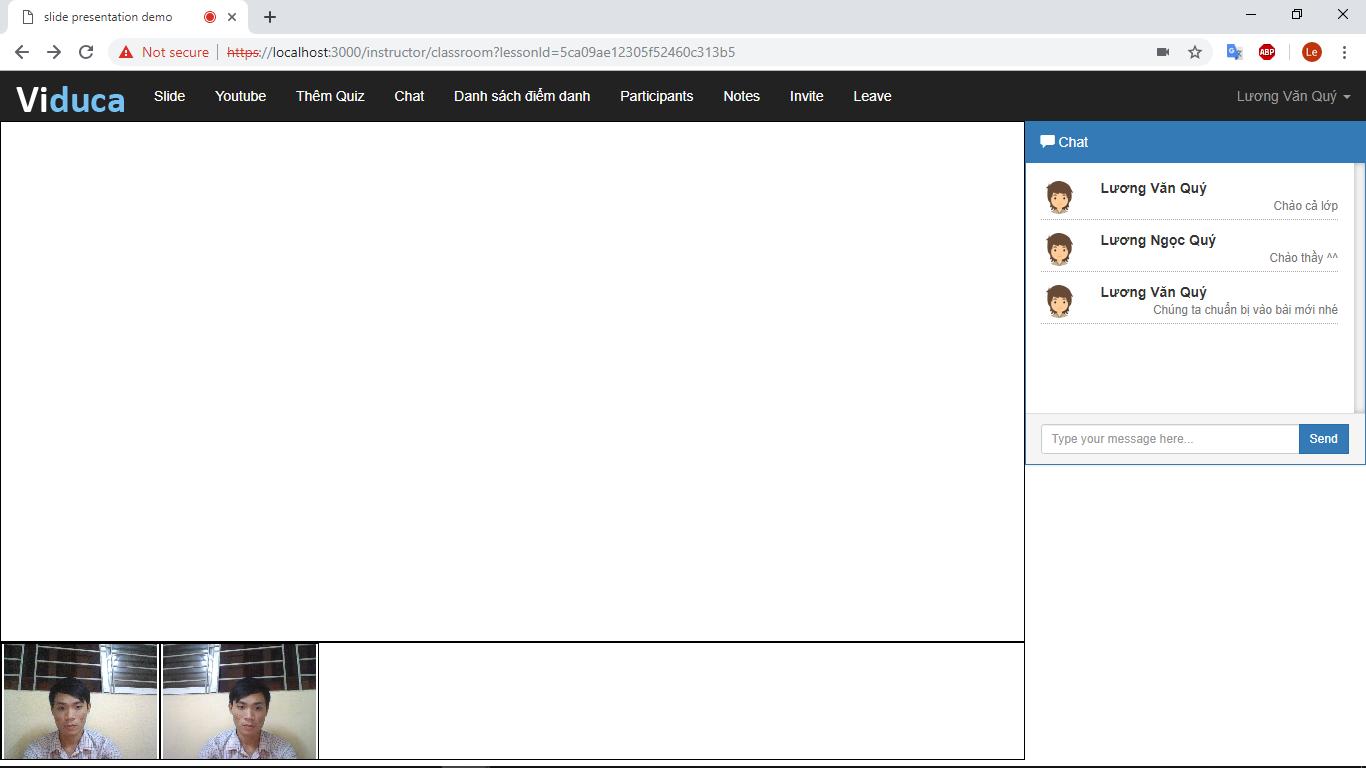 slide presentation demo
Not secure https://localhost:3000/instructor/classroom?lessonId=5ca09ae12305f52460c313b5 ABP Le
Viduca Slide Youtube Thêm Quiz Chat Danh sách điểm danh Participants Notes Invite Leave Lương Văn Quý
Chat
Lương Văn Quý
Chào cả lớp
Lương Ngọc Quý
Chào thầy ^^
Lương Văn Quý
Chúng ta chuẩn bị vào bài mới nhé
Type your message here... Send